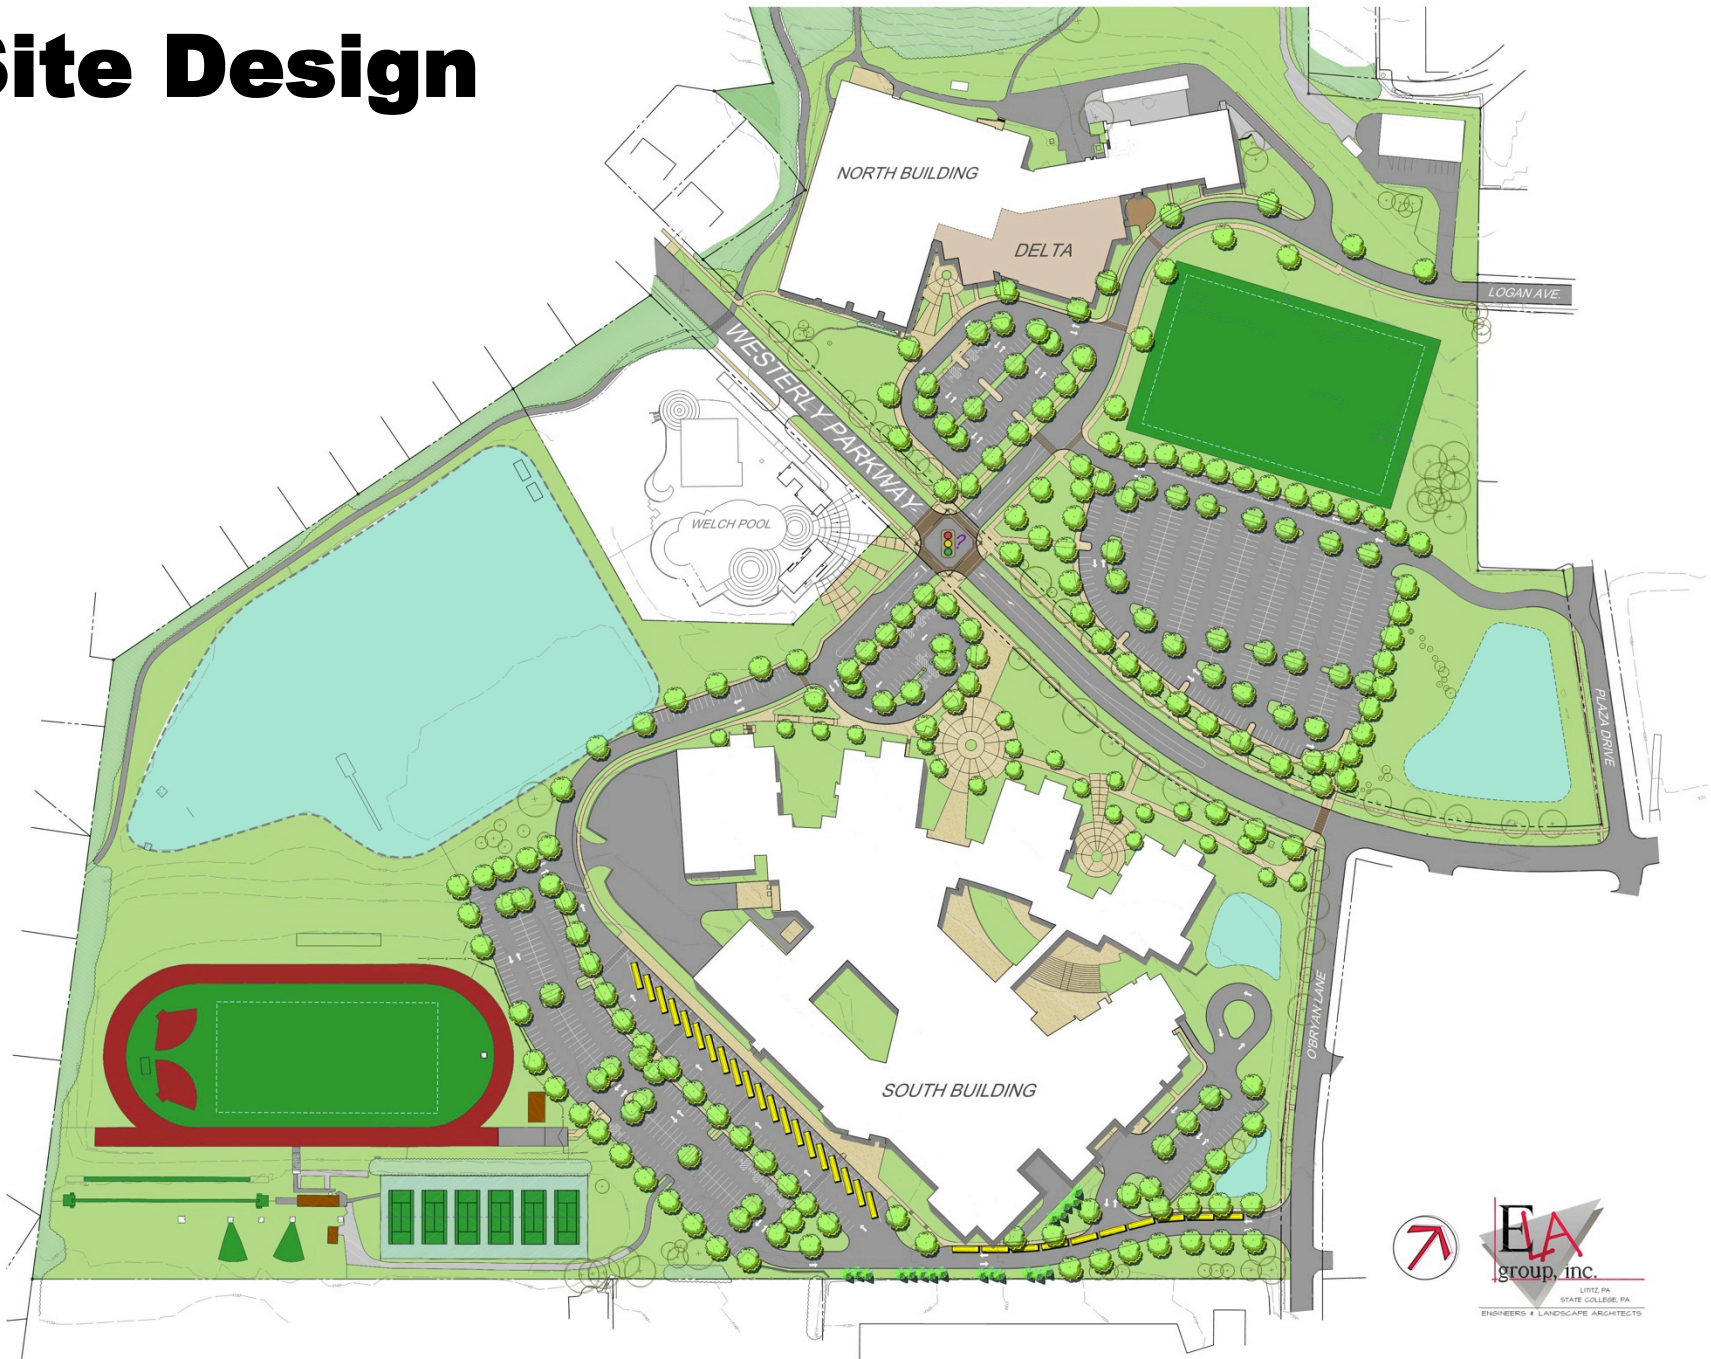 Site Design
NORTH BUILDING
DELTA
LOGAN AVE.
WESTERLY PARKWAY
WELCH POOL
?
PLAZA DRIVE
O'BRYAN LANE
SOUTH BUILDING
ELA
group, inc.
LITITZ, PA
STATE COLLEGE, PA
ENGINEERS & LANDSCAPE ARCHITECTS